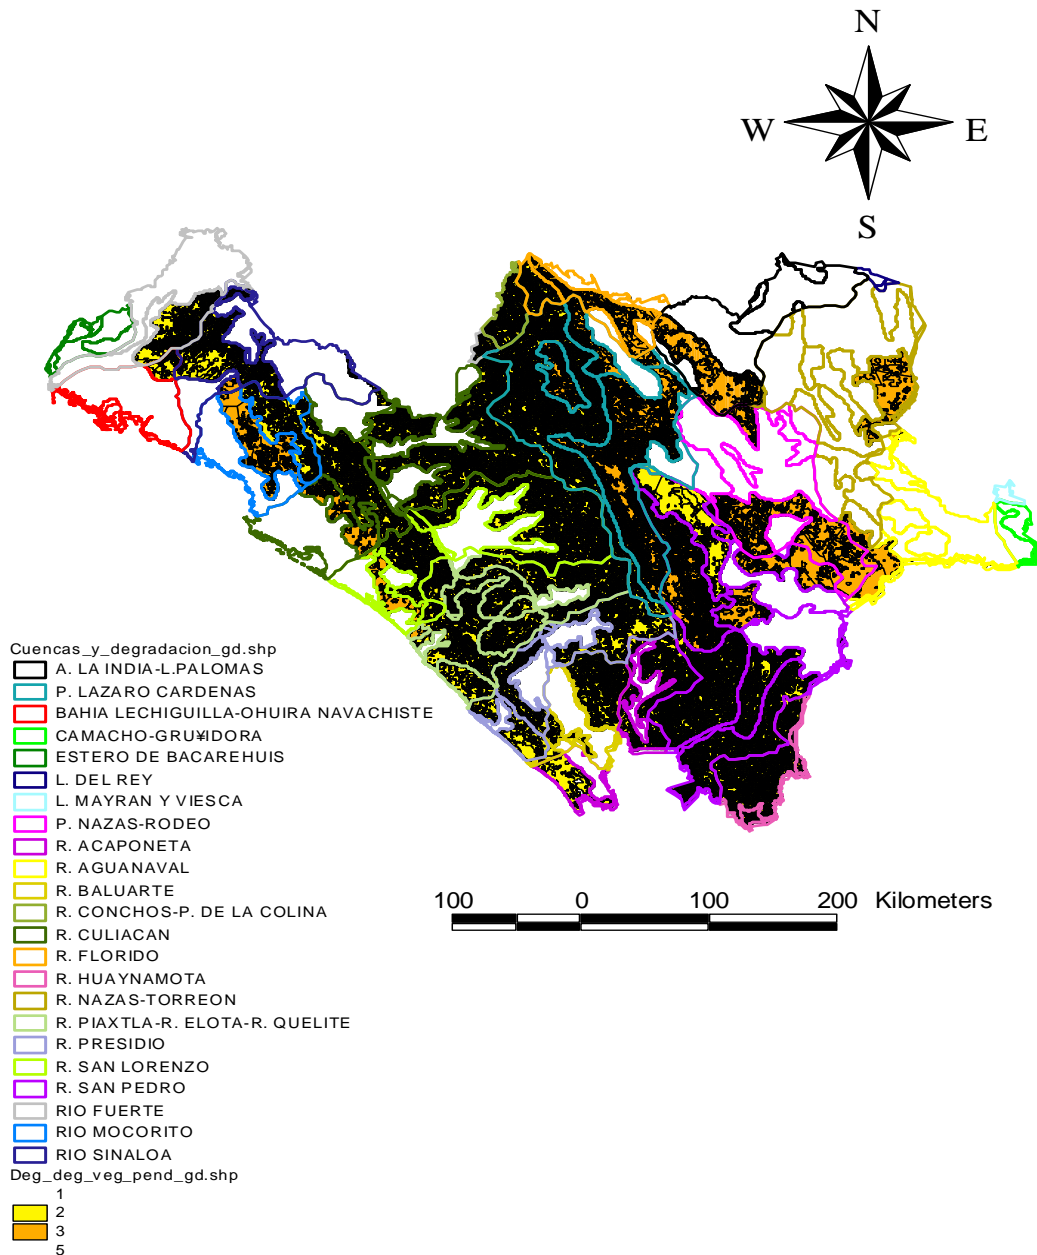 N
W E
S
Cuencas_y_degradacion_gd.shp
A. LA INDIA-L.PALOMAS
P. LAZARO CARDENAS
BAHIA LECHIGUILLA-OHUIRA NAVACHISTE
CAMACHO-GRU¥IDORA
ESTERO DE BACAREHUIS
L. DEL REY
L. MAYRAN Y VIESCA
P. NAZAS-RODEO
R. ACAPONETA
R. AGUANAVAL
R. BALUARTE
R. CONCHOS-P. DE LA COLINA
R. CULIACAN
R. FLORIDO
R. HUAYNAMOTA
R. NAZAS-TORREON
R. PIAXTLA-R. ELOTA-R. QUELITE
R. PRESIDIO
R. SAN LORENZO
R. SAN PEDRO
RIO FUERTE
RIO MOCORITO
RIO SINALOA
Deg_deg_veg_pend_gd.shp
1
2
3
5
100 0 100 200 Kilometers